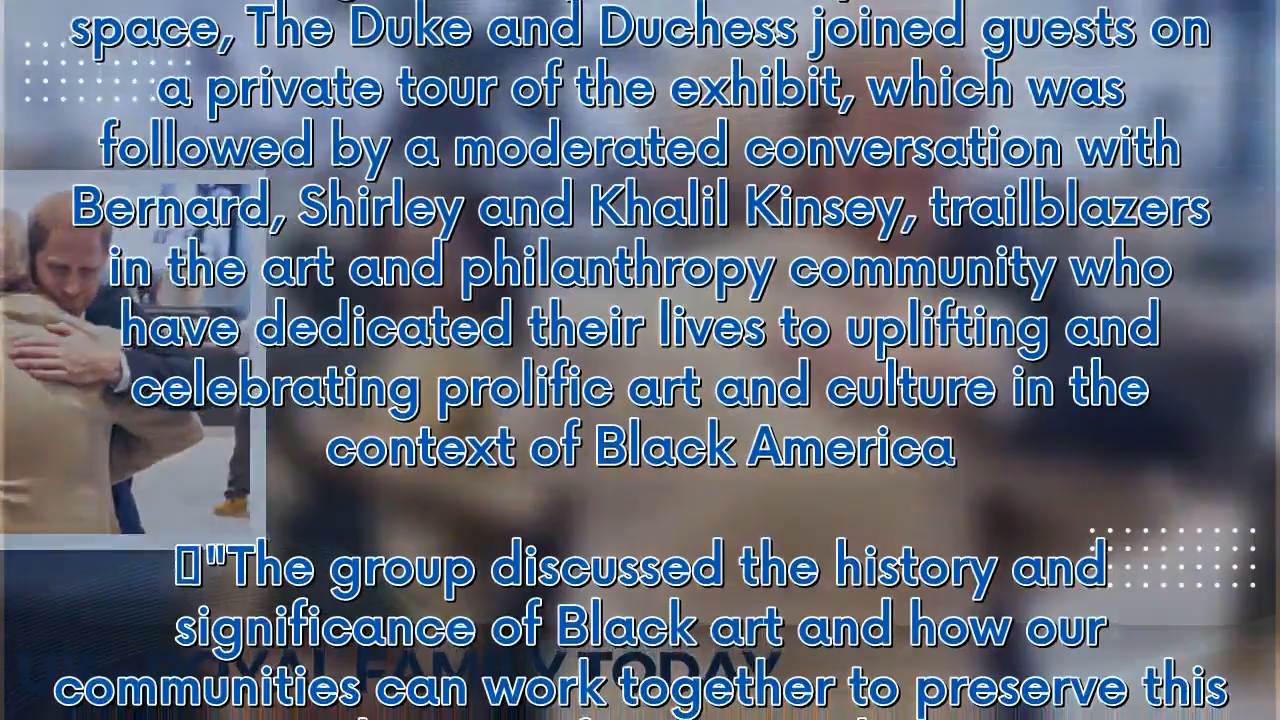 space, The Duke and Duchess joined guests on
a private tour of the exhibit, which was
followed by a moderated conversation with
Bernard, Shirley and Khalil Kinsey, trailblazers
in the art and philanthropy community who
have dedicated their lives to uplifting and
celebrating prolific art and culture in the
context of Black America
"The group discussed the history and
significance of Black art and how our
ROYAL FAMILY TODAY
communities can work together to preserve this